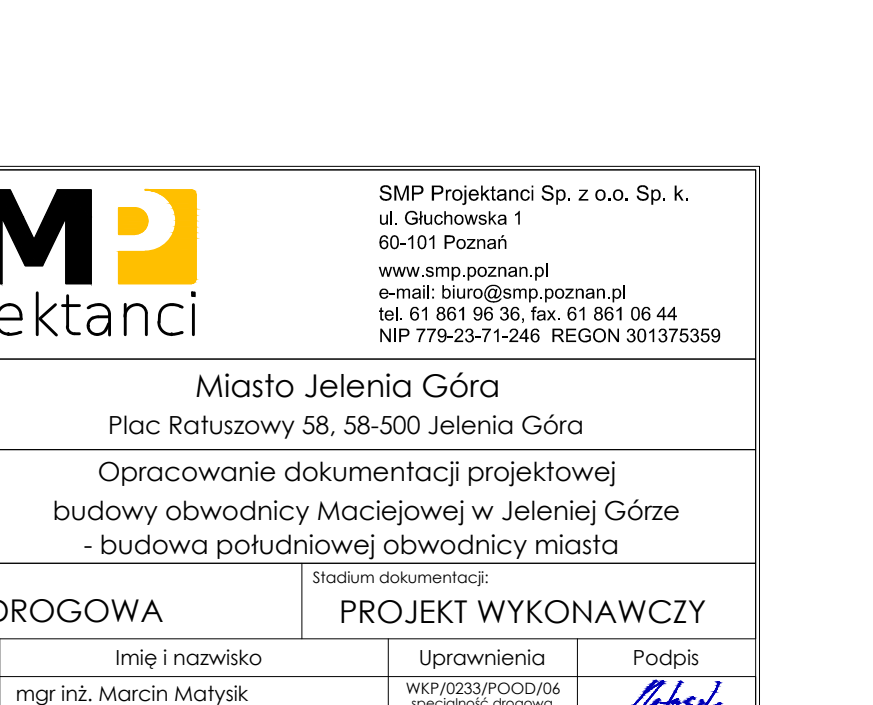 MP
ektanci
SMP Projektanci Sp. z o.o. Sp. k.
ul. Głuchowska 1
60-101 Poznań
www.smp.poznan.pl
e-mail: biuro@smp.poznan.pl
tel. 61 861 96 36, fax. 61 861 06 44
NIP 779-23-71-246 REGON 301375359
Miasto Jelenia Góra
Plac Ratuszowy 58, 58-500 Jelenia Góra
Opracowanie dokumentacji projektowej
budowy obwodnicy Maciejowej w Jeleniej Górze
- budowa południowej obwodnicy miasta
Stadium dokumentacji:
DROGOWA PROJEKT WYKONAWCZY
Imię i nazwisko Uprawnienia Podpis
mgr inż. Marcin Matysik WKP/0233/POOD/06
specjalność drogowa